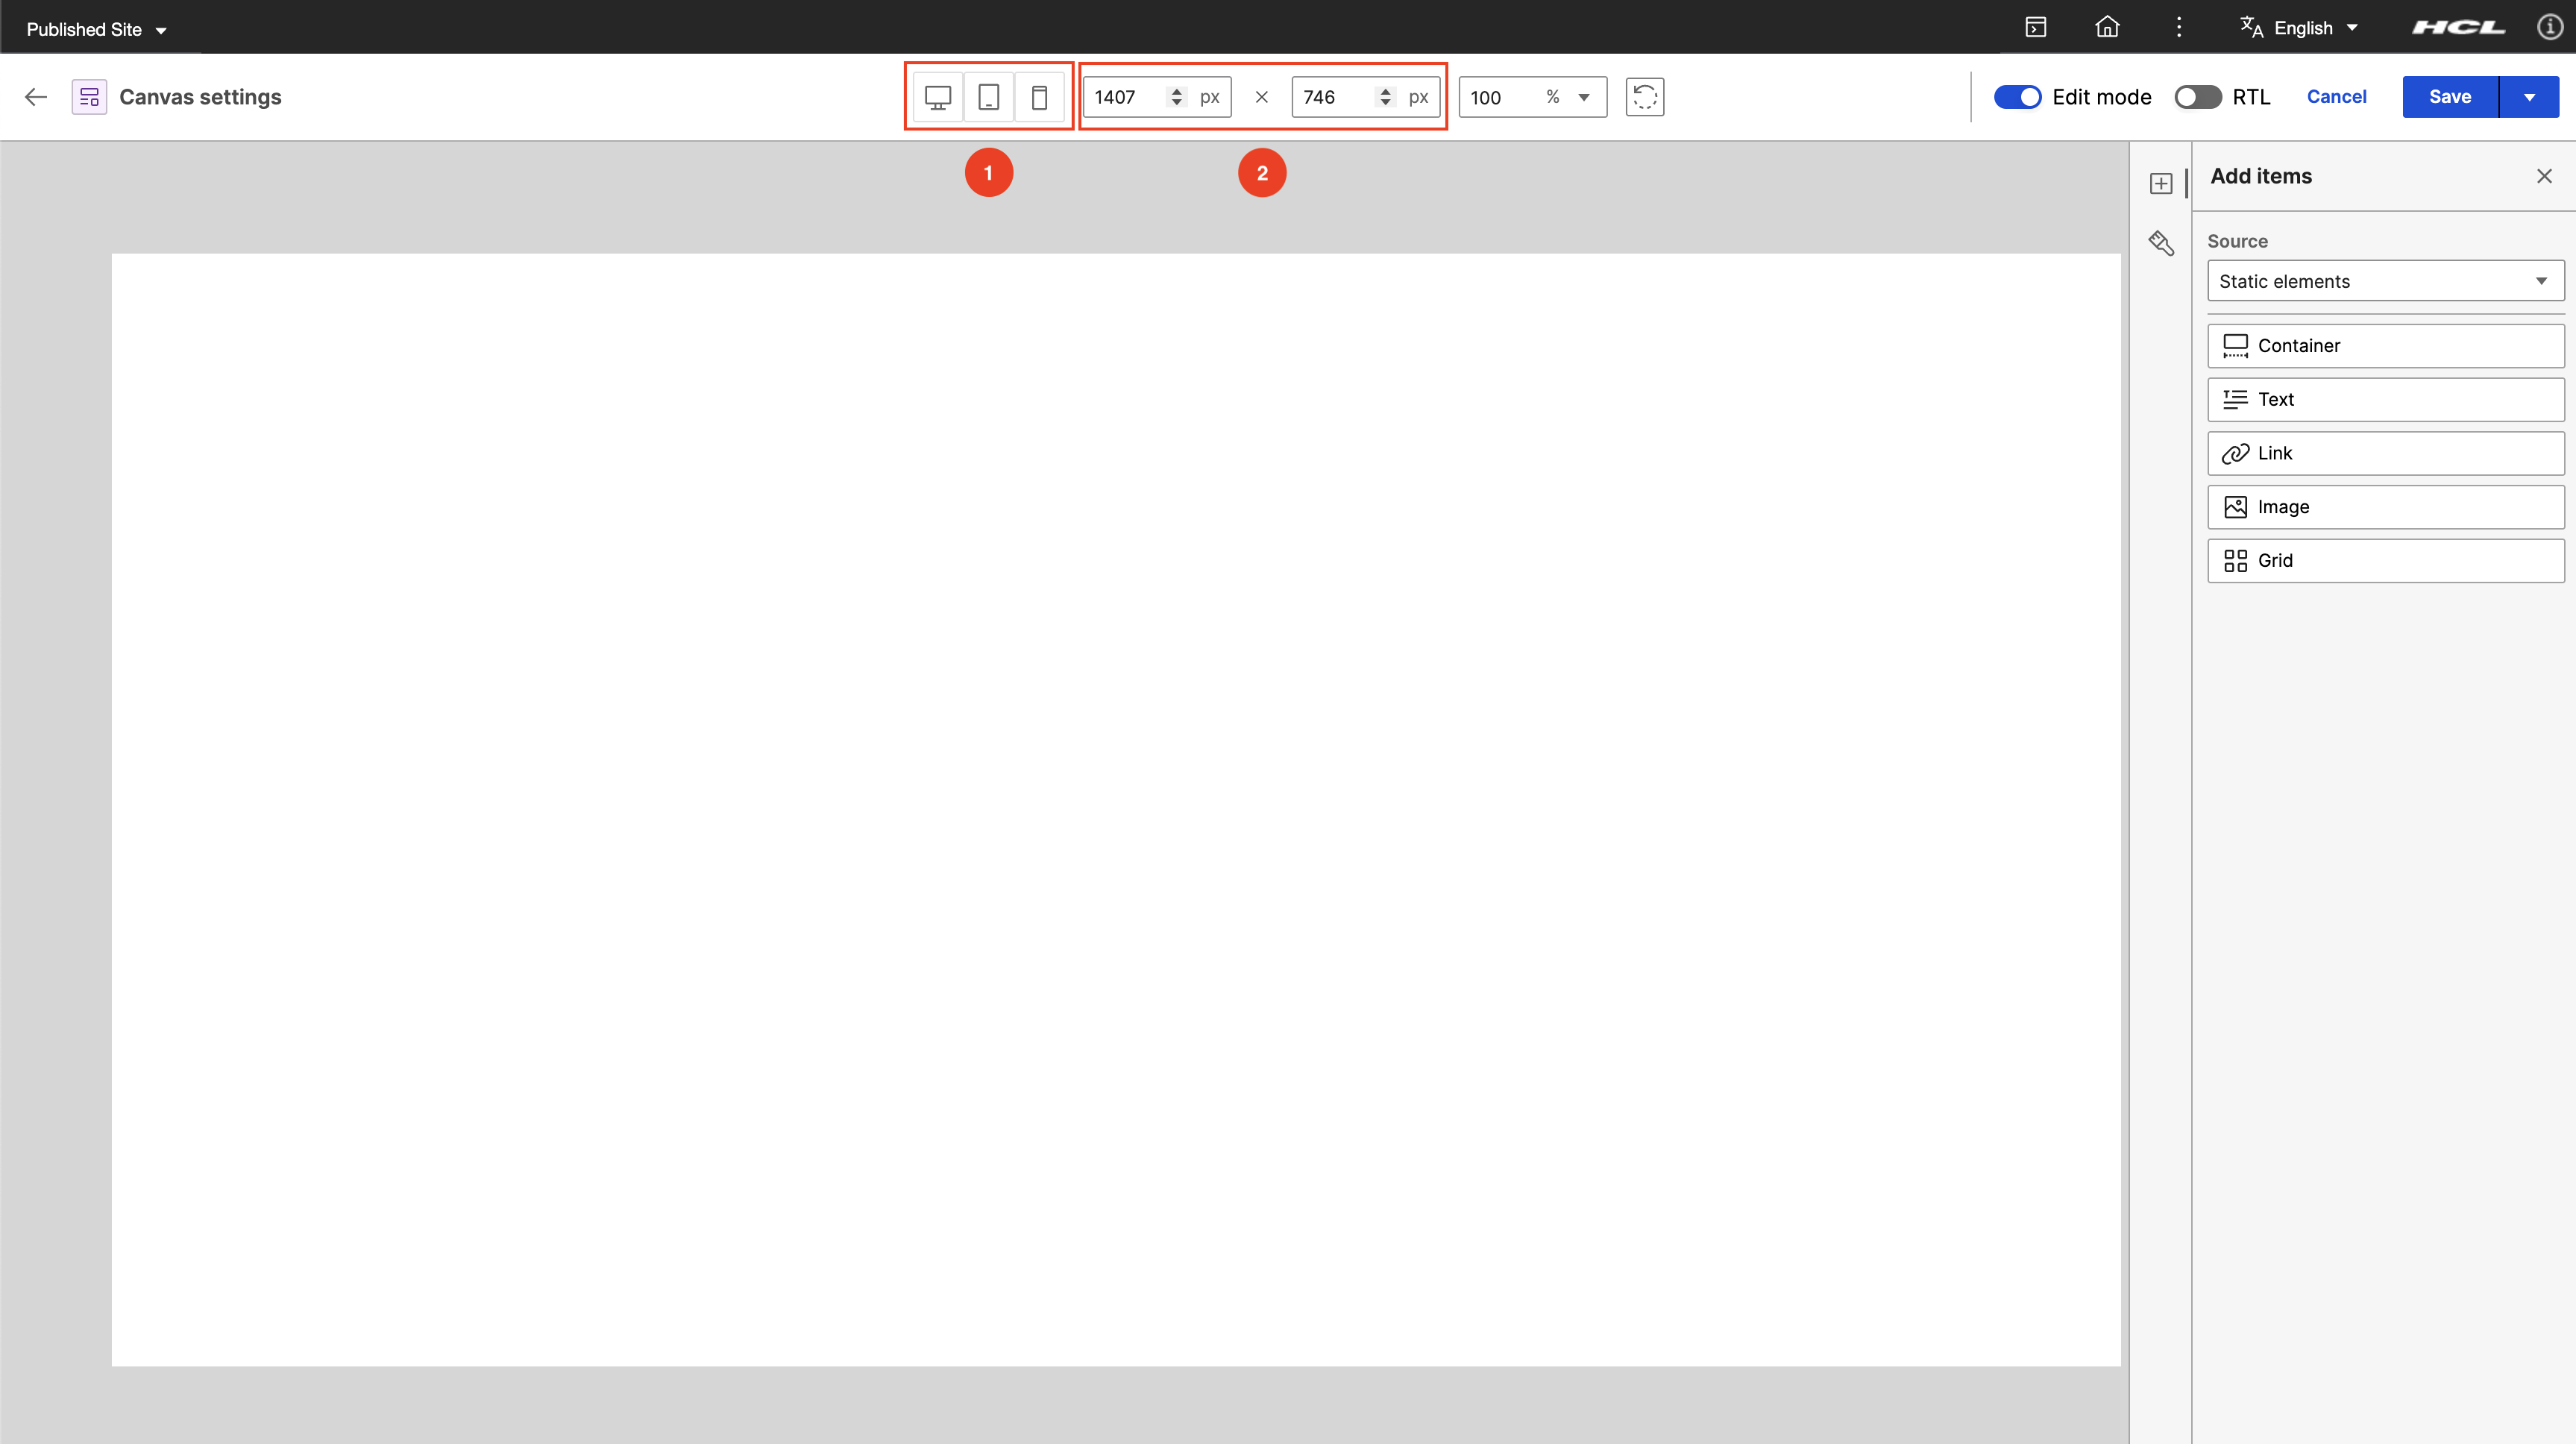 Published Site
English
HCL
Canvas settings
1407 px
746 px
100 %
Edit mode
RTL
Cancel
Save
1
2
Add items
Source
Static elements
Container
Text
Link
Image
Grid